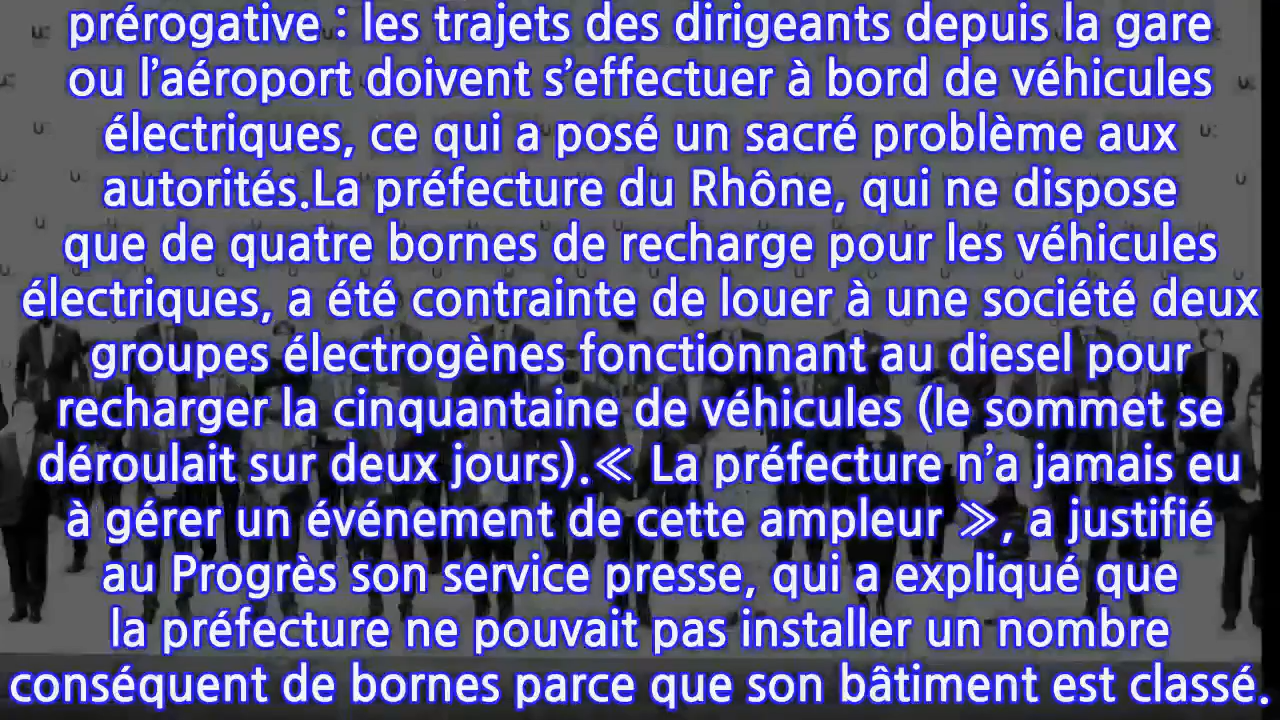 prérogative : les trajets des dirigeants depuis la gare
ou l’aéroport doivent s’effectuer à bord de véhicules
électriques, ce qui a posé un sacré problème aux
autorités.La préfecture du Rhône, qui ne dispose
que de quatre bornes de recharge pour les véhicules
électriques, a été contrainte de louer à une société deux
groupes électrogènes fonctionnant au diesel pour
recharger la cinquantaine de véhicules (le sommet se
déroulait sur deux jours).≪ La préfecture n’a jamais eu
à gérer un événement de cette ampleur ≫, a justifié
au Progrès son service presse, qui a expliqué que
la préfecture ne pouvait pas installer un nombre
conséquent de bornes parce que son bâtiment est classé.